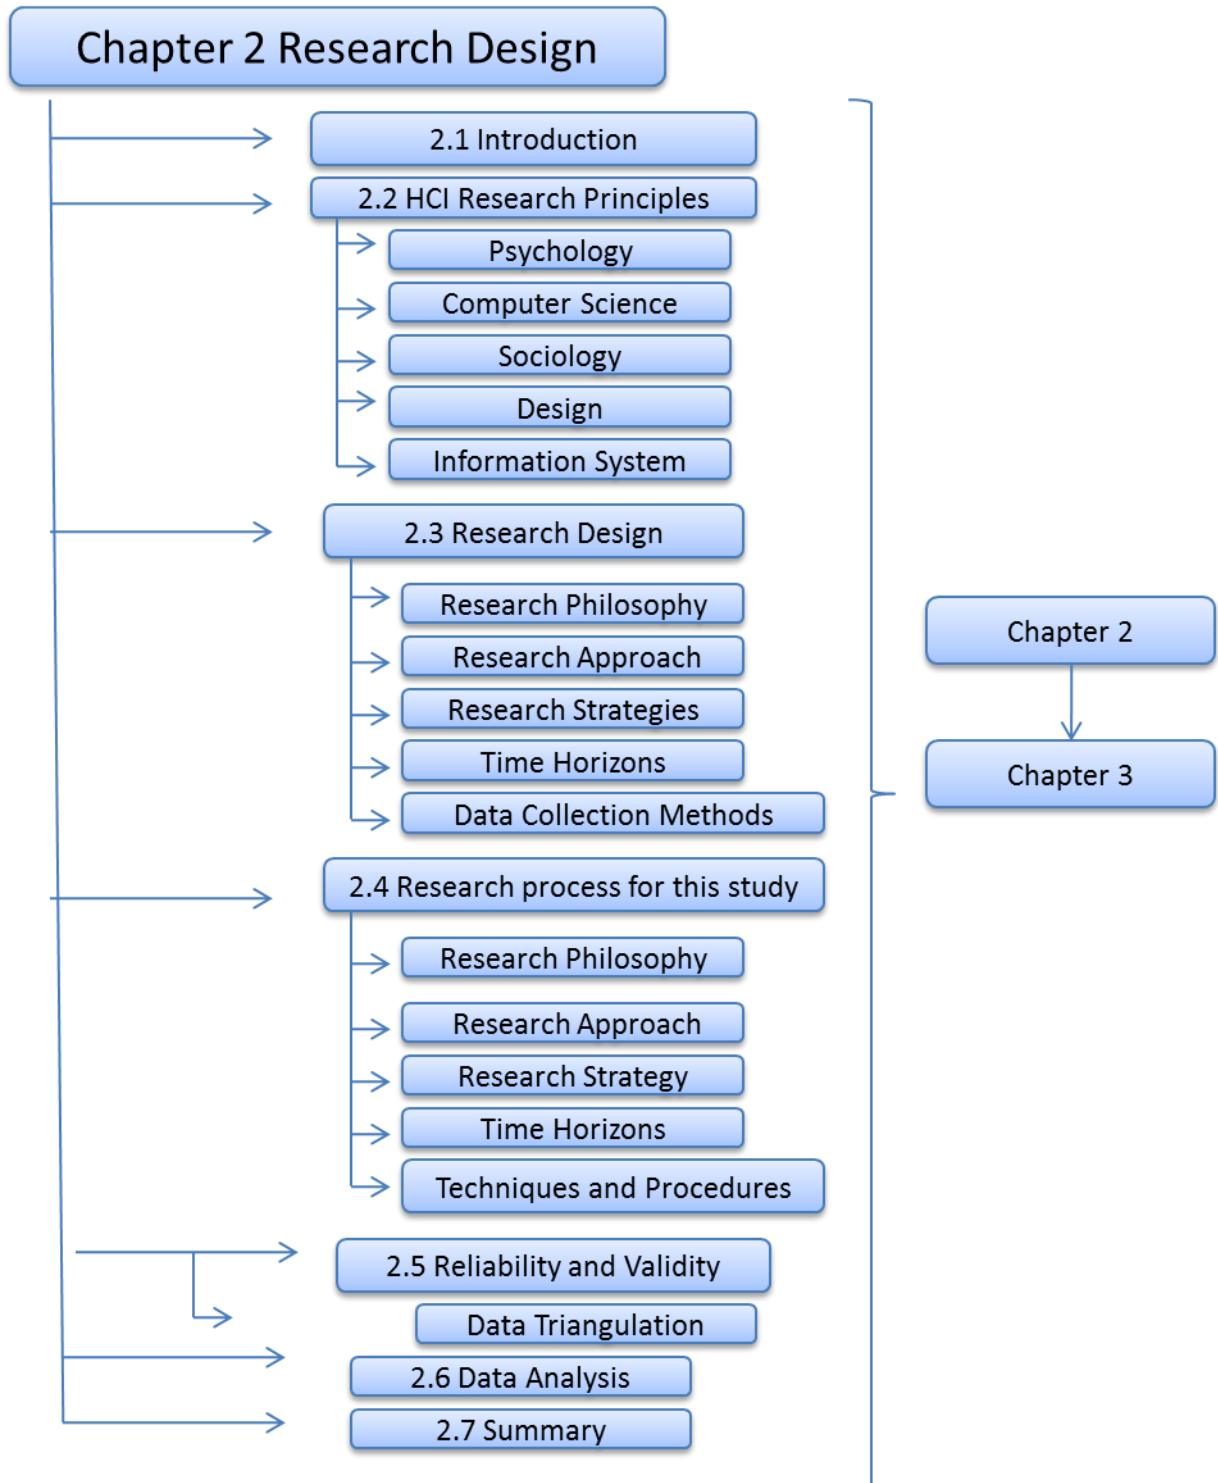 Chapter 2 Research Design
2.1 Introduction
2.2 HCI Research Principles
Psychology
Computer Science
Sociology
Design
Information System
2.3 Research Design
Research Philosophy
Research Approach
Research Strategies
Time Horizons
Data Collection Methods
2.4 Research process for this study
Research Philosophy
Research Approach
Research Strategy
Time Horizons
Techniques and Procedures
2.5 Reliability and Validity
Data Triangulation
2.6 Data Analysis
2.7 Summary
Chapter 2
Chapter 3